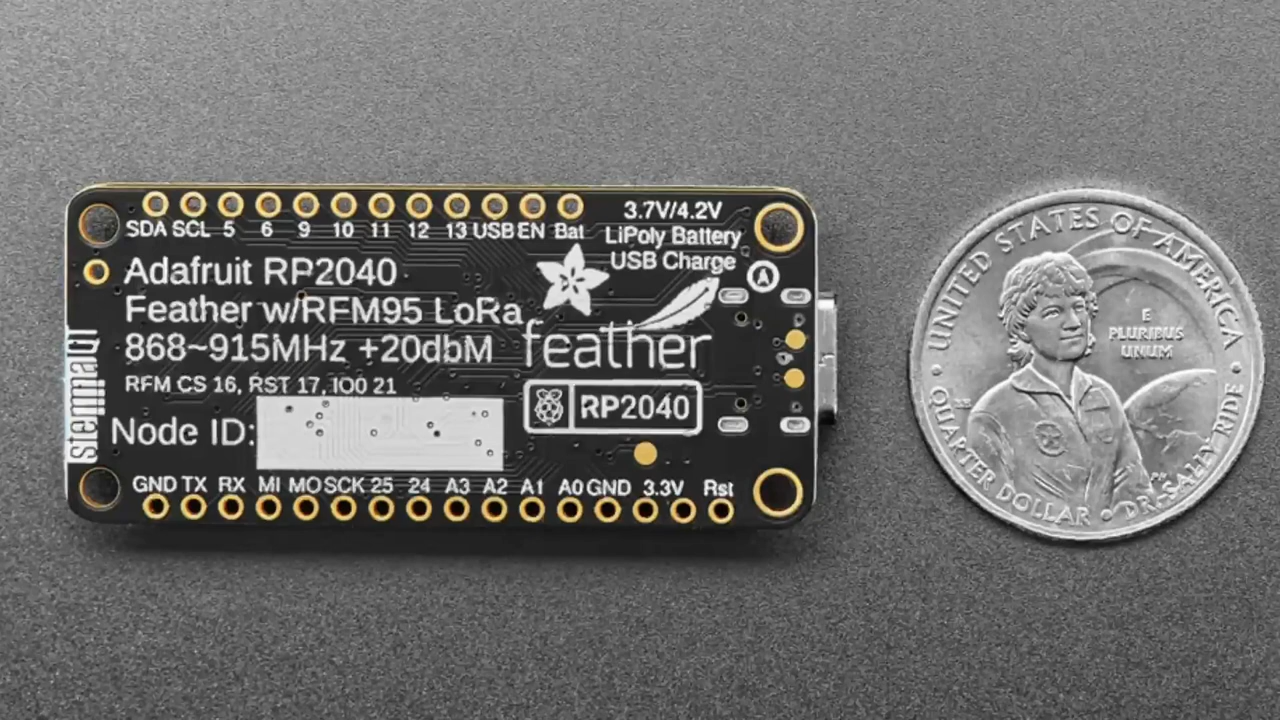 SDA SCL 5 6 9 10 11 12 13 USB EN Bat
3.7V/4.2V
LiPoly Battery
USB Charge
Adafruit RP2040
Feather w/RFM95 LoRa
868~915MHz +20dbM
RFM CS 16, RST 17, IO0 21
Node ID:
feather
RP2040
A
stemmaQT
GND TX RX MI MO SCK 25 24 A3 A2 A1 A0 GND 3.3V Rst
UNITED STATES OF AMERICA
E
PLURIBUS
UNUM
QUARTER DOLLAR
DR. SALLY RIDE